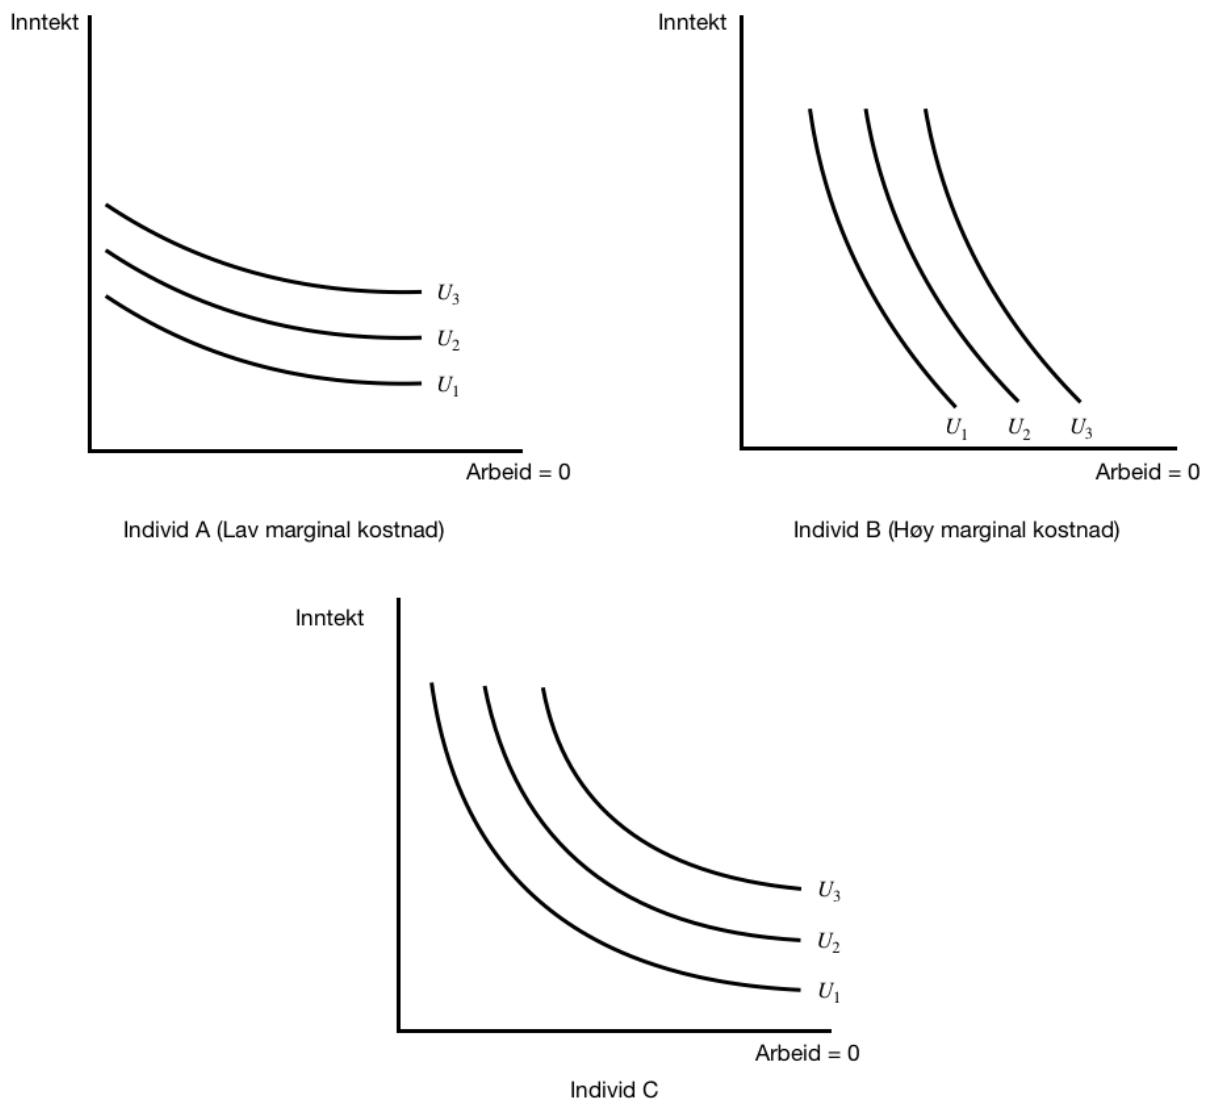 Inntekt
U₃
U₂
U₁
Arbeid = 0
Individ A (Lav marginal kostnad)
Inntekt
U₁ U₂ U₃
Arbeid = 0
Individ B (Høy marginal kostnad)
Inntekt
U₃
U₂
U₁
Arbeid = 0
Individ C